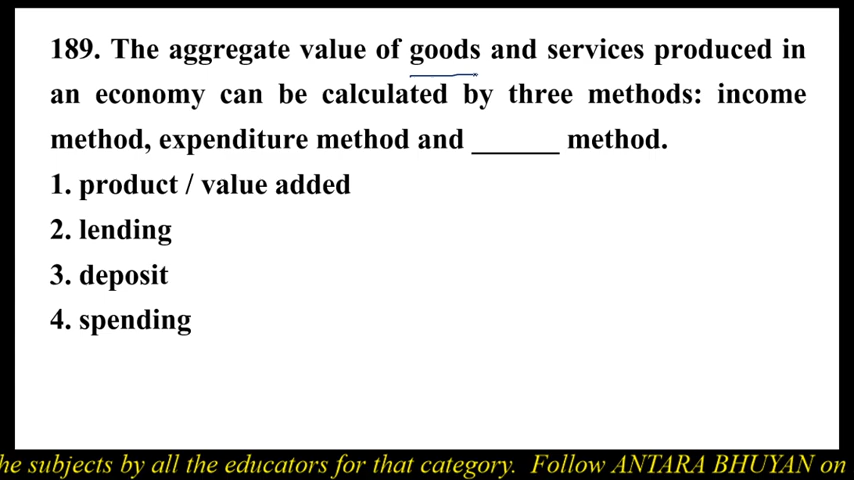 189. The aggregate value of goods and services produced in
an economy can be calculated by three methods: income
method, expenditure method and ______ method.
1. product / value added
2. lending
3. deposit
4. spending
he subjects by all the educators for that category. Follow ANTARA BHUYAN on